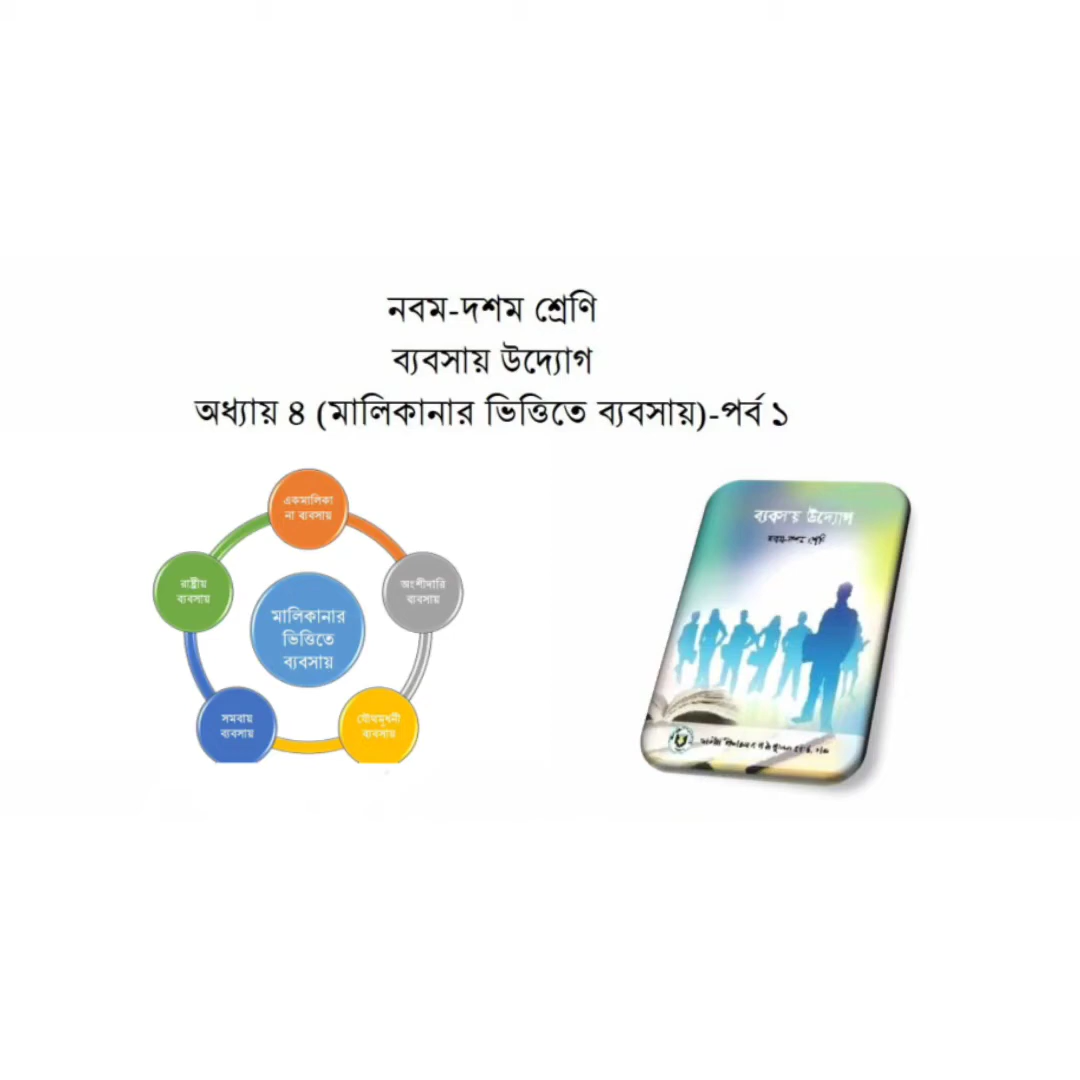 নবম-দশম শ্রেণি
ব্যবসায় উদ্যোগ
অধ্যায় ৪ (মালিকানার ভিত্তিতে ব্যবসায়)-পর্ব ১
একমালিকা
না ব্যবসায়
অংশীদারি
ব্যবসায়
যৌথমূধনী
ব্যবসায়
সমবায়
ব্যবসায়
রাষ্ট্রীয়
ব্যবসায়
মালিকানার
ভিত্তিতে
ব্যবসায়
ব্যবসায় উদ্যোগ
নবম-দশম শ্রেণি